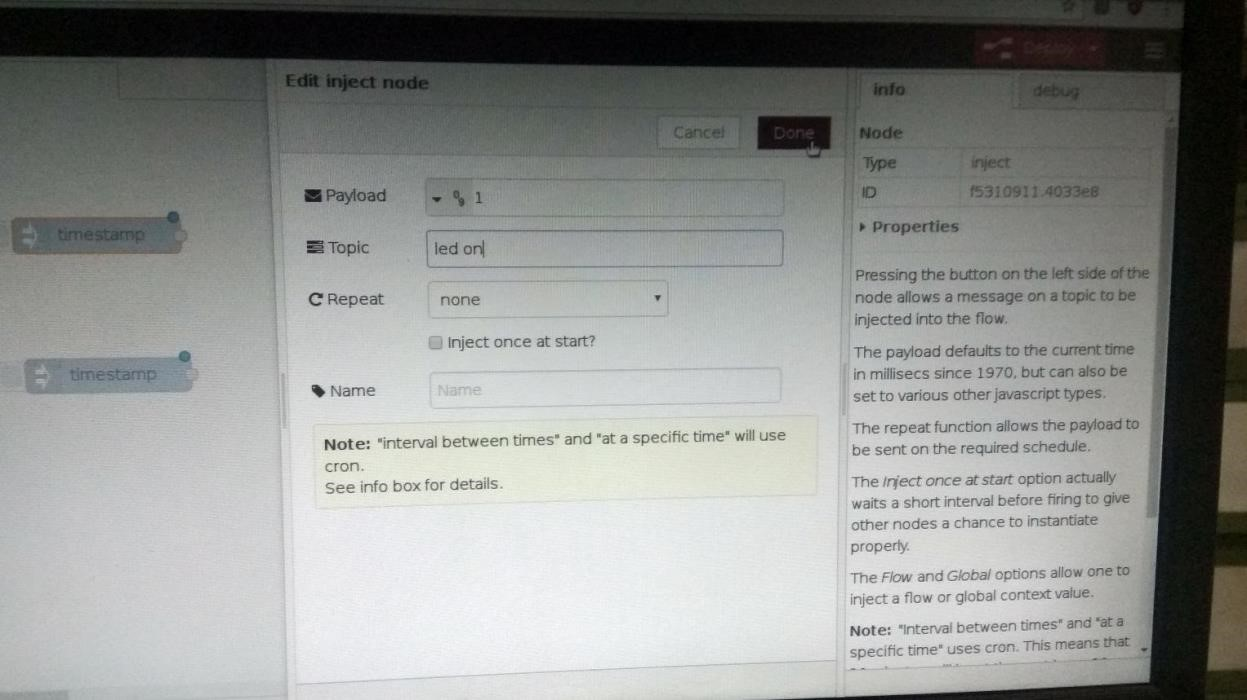 Deploy
Edit inject node
Cancel
Done
Payload
1
Topic
led on
Repeat
none
Inject once at start?
Name
Name
Note: "interval between times" and "at a specific time" will use
cron.
See info box for details.
timestamp
timestamp
info
debug
Node
Type inject
ID f5310911.4033e8
Properties
Pressing the button on the left side of the
node allows a message on a topic to be
injected into the flow.
The payload defaults to the current time
in millisecs since 1970, but can also be
set to various other javascript types.
The repeat function allows the payload to
be sent on the required schedule.
The Inject once at start option actually
waits a short interval before firing to give
other nodes a chance to instantiate
properly.
The Flow and Global options allow one to
inject a flow or global context value.
Note: "Interval between times" and "at a
specific time" uses cron. This means that